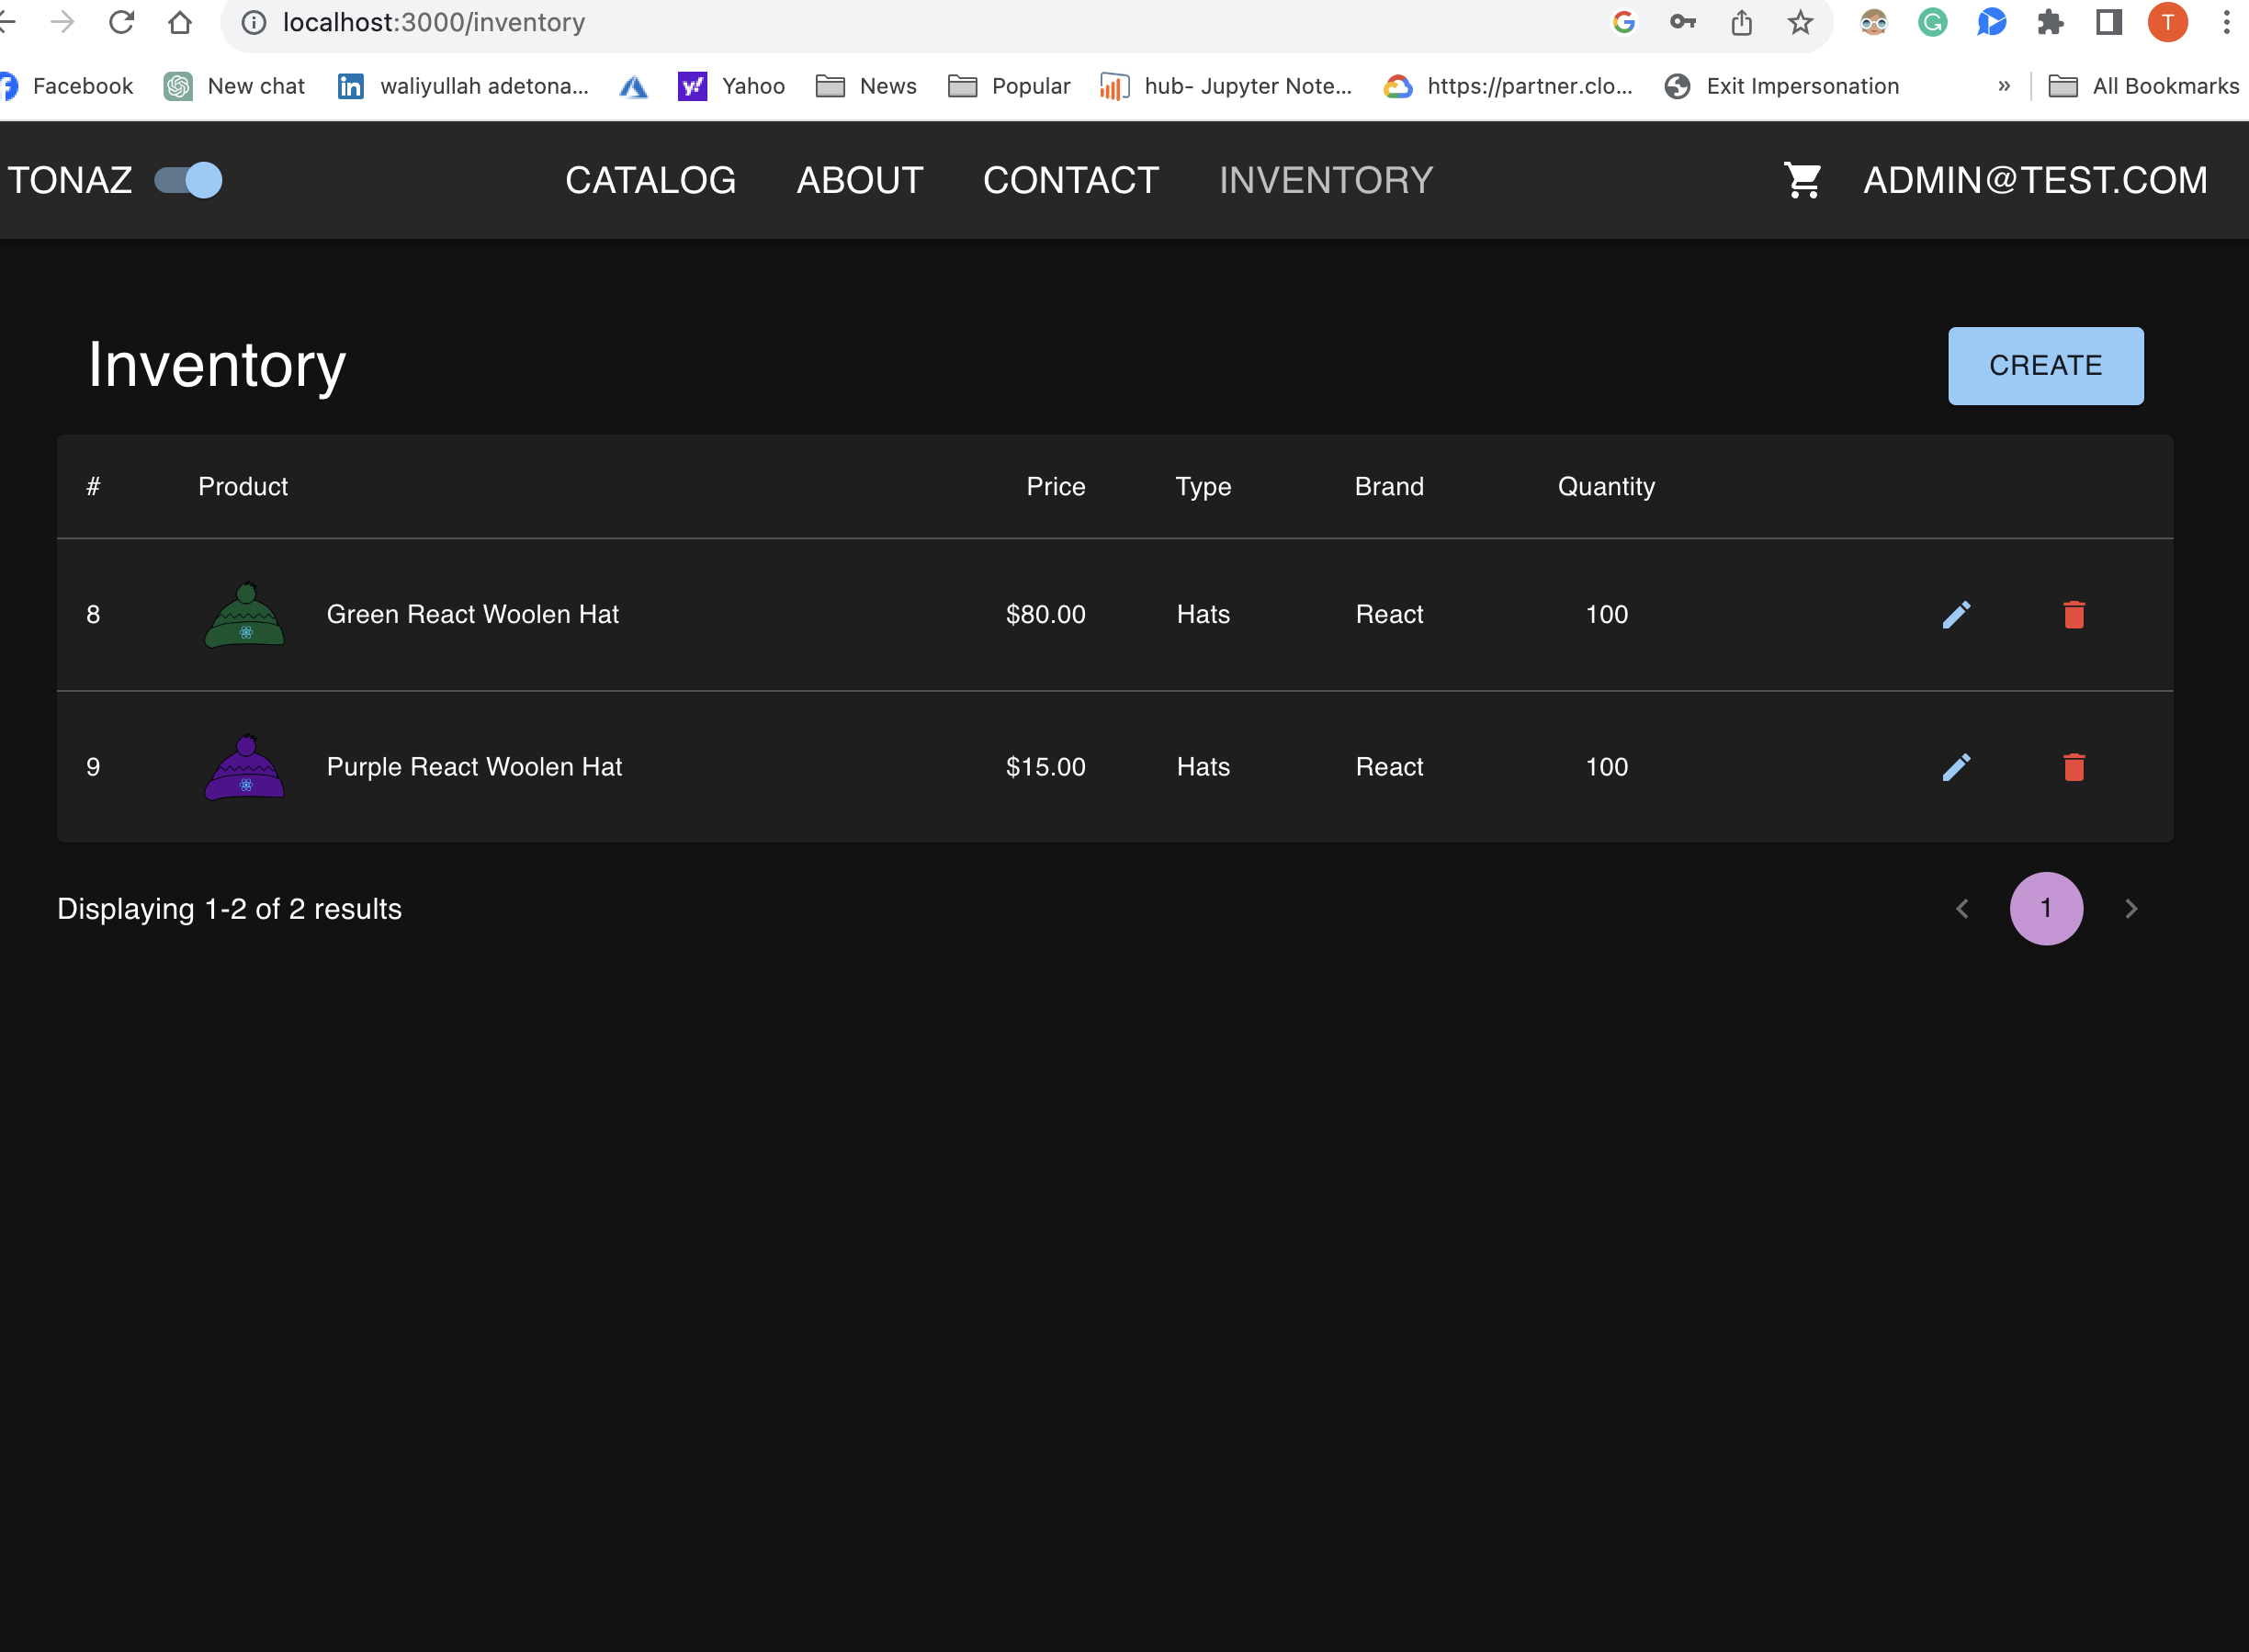 localhost:3000/inventory
T
Facebook New chat waliyullah adetona... Yahoo News Popular hub- Jupyter Note... https://partner.clo... Exit Impersonation » All Bookmarks
TONAZ CATALOG ABOUT CONTACT INVENTORY ADMIN@TEST.COM
Inventory CREATE
# Product Price Type Brand Quantity
8 Green React Woolen Hat $80.00 Hats React 100
9 Purple React Woolen Hat $15.00 Hats React 100
Displaying 1-2 of 2 results 1